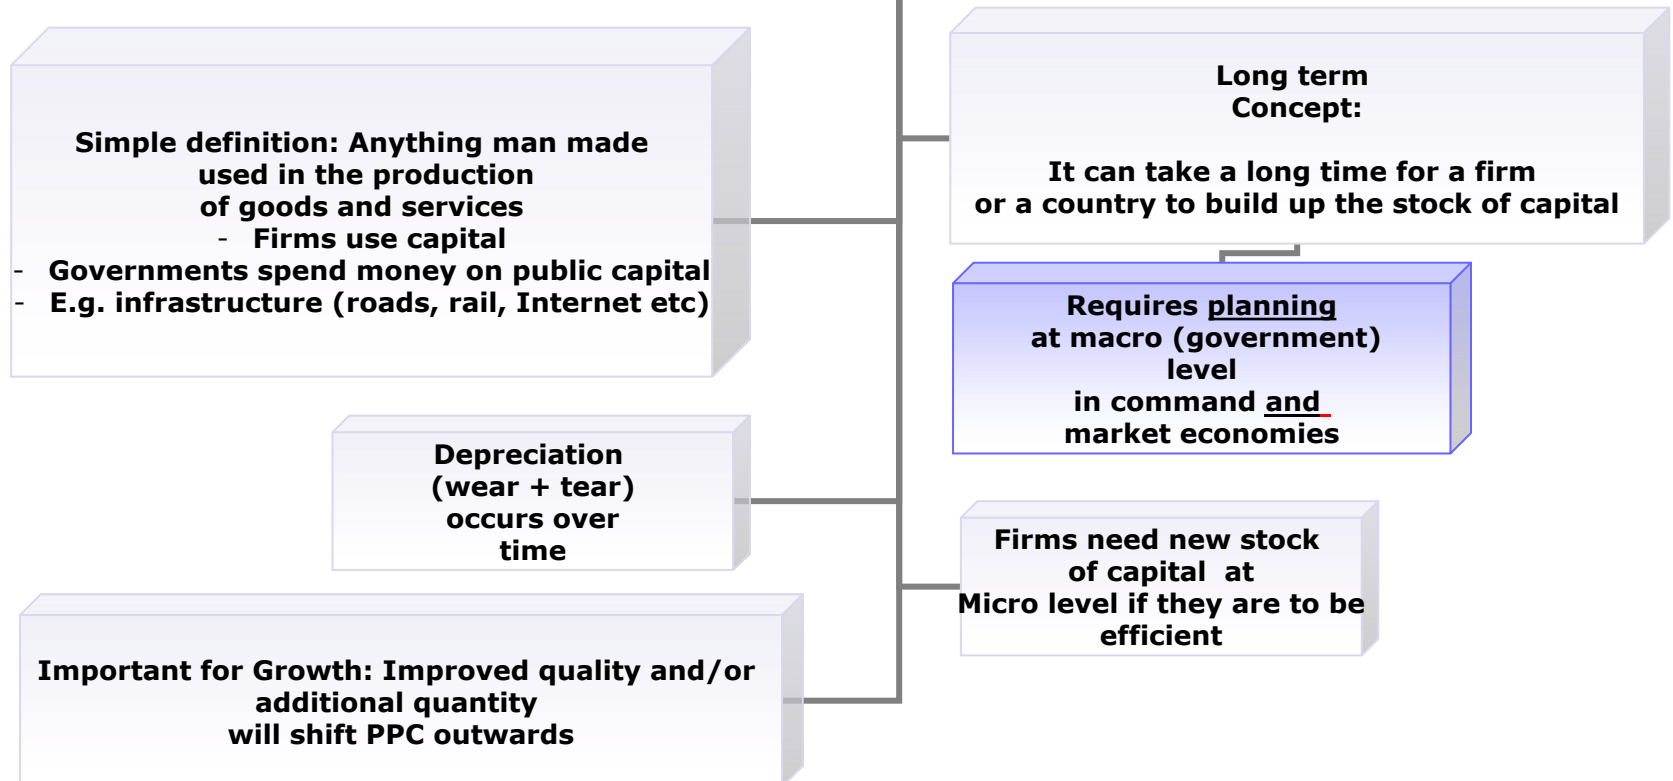 Simple definition: Anything man made
used in the production
of goods and services
- Firms use capital
- Governments spend money on public capital
- E.g. infrastructure (roads, rail, Internet etc)
Long term
Concept:
It can take a long time for a firm
or a country to build up the stock of capital
Requires planning
at macro (government)
level
in command and
market economies
Depreciation
(wear + tear)
occurs over
time
Firms need new stock
of capital at
Micro level if they are to be
efficient
Important for Growth: Improved quality and/or
additional quantity
will shift PPC outwards